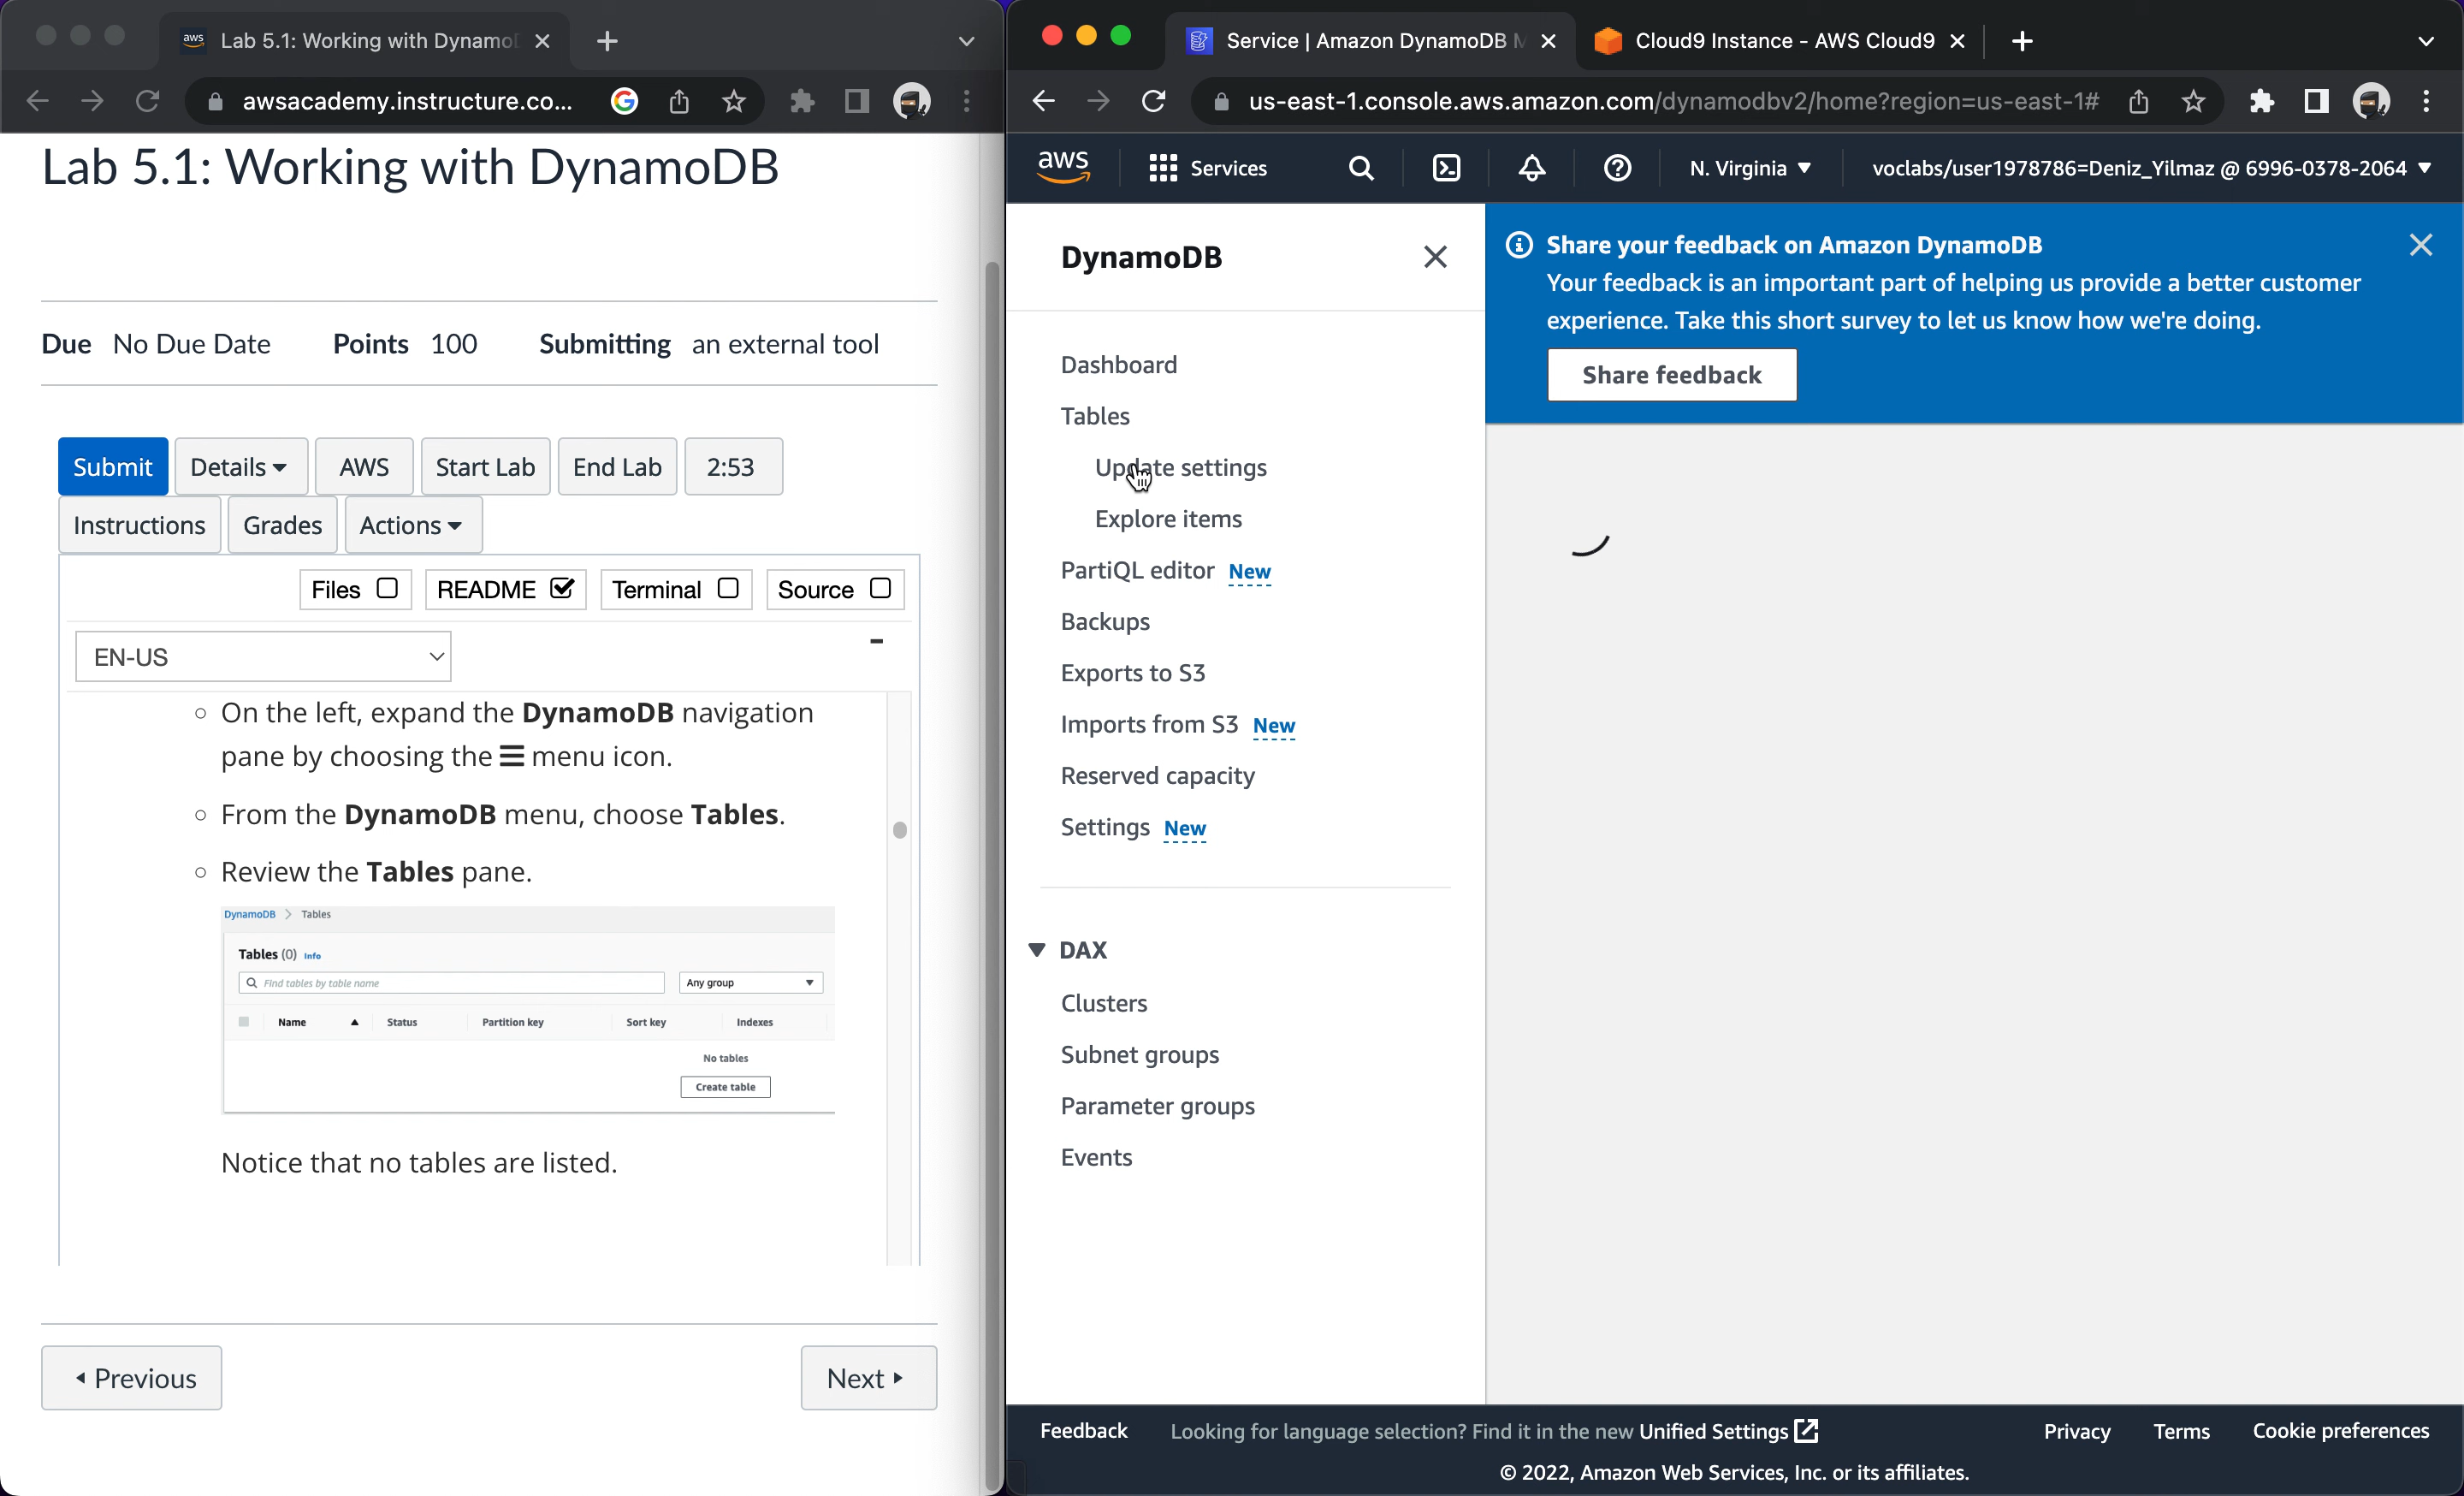 aws Lab 5.1: Working with Dynamo
awsacademy.instructure.co...
Lab 5.1: Working with DynamoDB
Due No Due Date Points 100 Submitting an external tool
Submit Details AWS Start Lab End Lab 2:53
Instructions Grades Actions
Files README Terminal Source
EN-US
On the left, expand the DynamoDB navigation
pane by choosing the menu icon.
From the DynamoDB menu, choose Tables.
Review the Tables pane.
DynamoDB > Tables
Tables (0) Info
Find tables by table name Any group
Name Status Partition key Sort key Indexes
No tables
Create table
Notice that no tables are listed.
Previous Next
Service | Amazon DynamoDB Cloud9 Instance - AWS Cloud9
us-east-1.console.aws.amazon.com/dynamodbv2/home?region=us-east-1#
aws Services N. Virginia voclabs/user1978786=Deniz_Yilmaz @ 6996-0378-2064
DynamoDB
Dashboard
Tables
Update settings
Explore items
PartiQL editor New
Backups
Exports to S3
Imports from S3 New
Reserved capacity
Settings New
DAX
Clusters
Subnet groups
Parameter groups
Events
Share your feedback on Amazon DynamoDB
Your feedback is an important part of helping us provide a better customer
experience. Take this short survey to let us know how we're doing.
Share feedback
Feedback Looking for language selection? Find it in the new Unified Settings Privacy Terms Cookie preferences
© 2022, Amazon Web Services, Inc. or its affiliates.